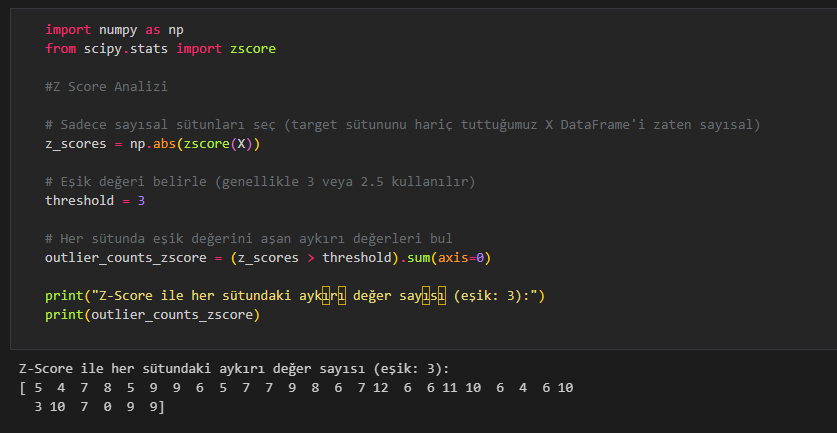 import numpy as np
from scipy.stats import zscore
#Z Score Analizi
# Sadece sayısal sütunları seç (target sütununu hariç tuttuğumuz X DataFrame'i zaten sayısal)
z_scores = np.abs(zscore(X))
# Eşik değeri belirle (genellikle 3 veya 2.5 kullanılır)
threshold = 3
# Her sütunda eşik değerini aşan aykırı değerleri bul
outlier_counts_zscore = (z_scores > threshold).sum(axis=0)
print("Z-Score ile her sütundaki aykırı değer sayısı (eşik: 3):")
print(outlier_counts_zscore)
Z-Score ile her sütundaki aykırı değer sayısı (eşik: 3):
[ 5  4  7  8  5  9  9  6  5  7  7  9  8  6  7 12  6  6 11 10  6  4  6 10
  3 10  7  0  9  9]